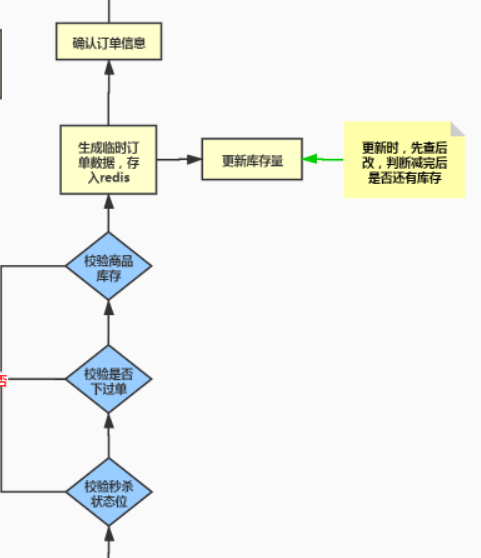 确认订单信息
生成临时订
单数据，存
入redis
更新库存量
更新时，先查后
改，判断减完后
是否还有库存
校验商品
库存
校验是否
下过单
否
校验秒杀
状态位